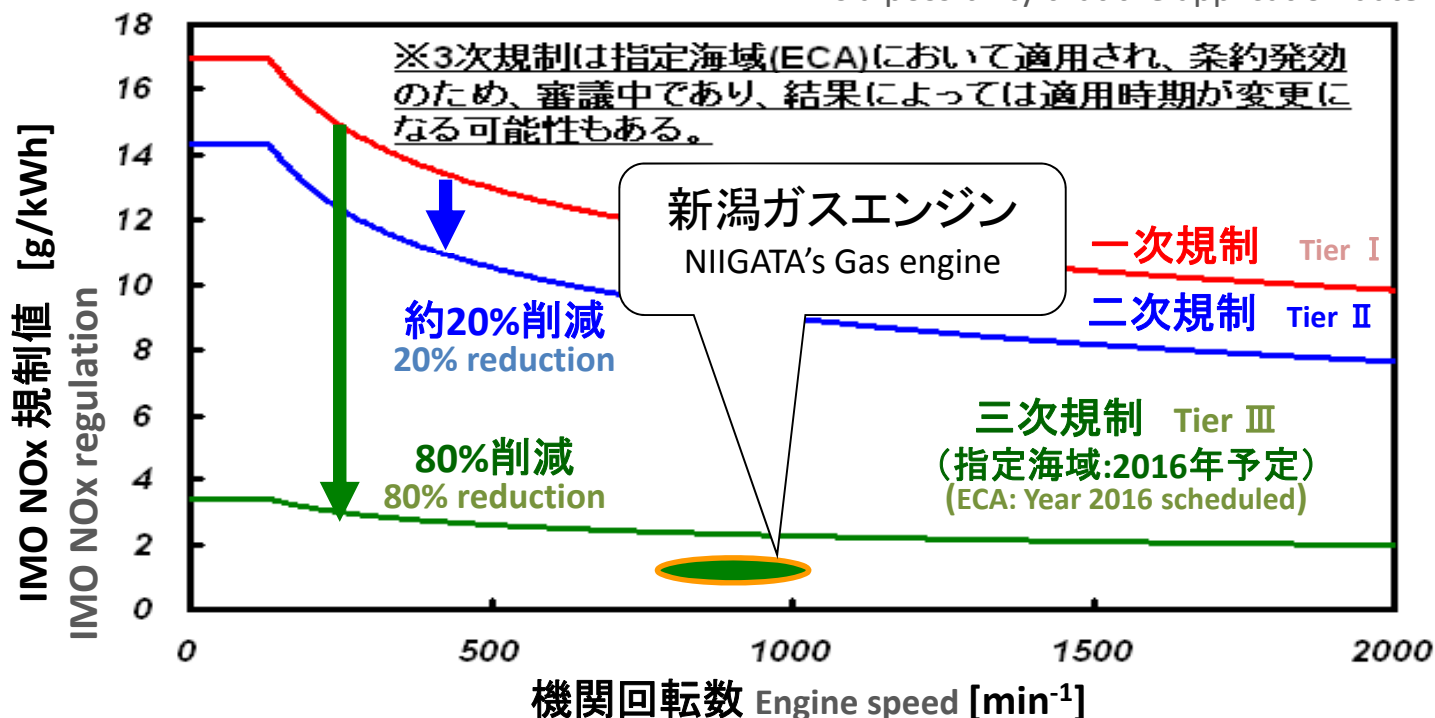 ※3次規制は指定海域(ECA)において適用され、条約発効
のため、審議中であり、結果によっては適用時期が変更に
なる可能性もある。
新潟ガスエンジン
NIIGATA's Gas engine
一次規制 Tier Ⅰ
二次規制 Tier Ⅱ
約20%削減
20% reduction
三次規制 Tier Ⅲ
(指定海域:2016年予定)
(ECA: Year 2016 scheduled)
80%削減
80% reduction
IMO NOx 規制値 [g/kWh]
IMO NOx regulation
18
16
14
12
10
8
6
4
2
0
0 500 1000 1500 2000
機関回転数 Engine speed [min-1]